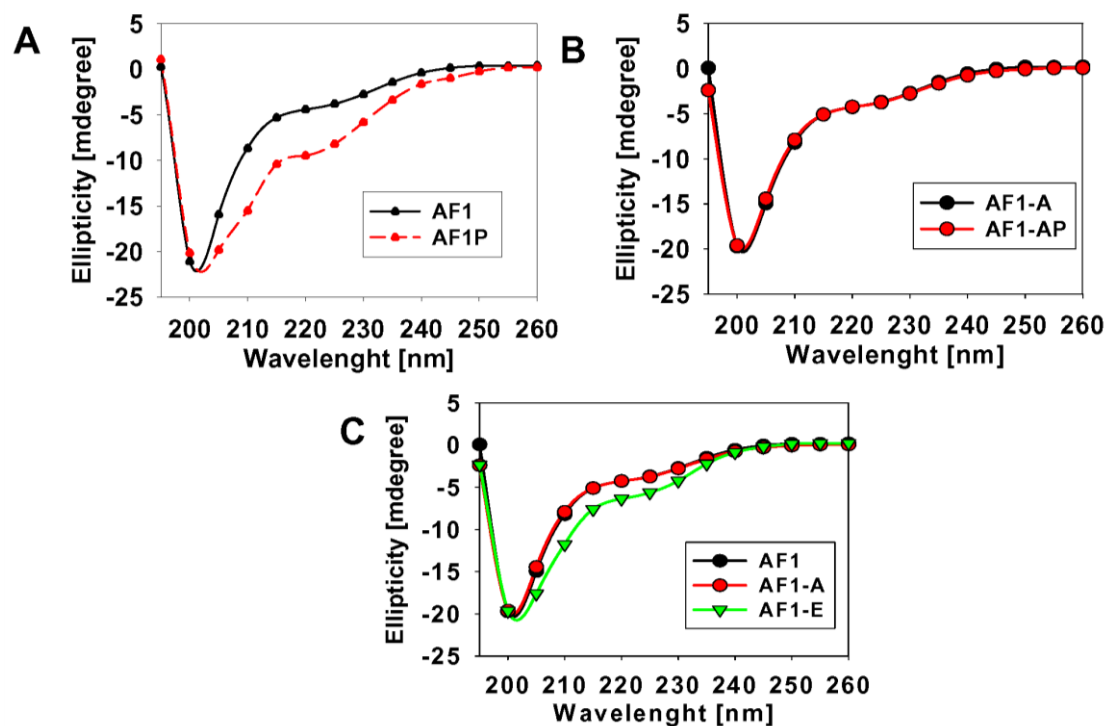 A
Ellipticity [mdegree]
5
0
-5
-10
-15
-20
-25
AF1
AF1P
200 210 220 230 240 250 260
Wavelenght [nm]
B
Ellipticity [mdegree]
5
0
-5
-10
-15
-20
-25
AF1-A
AF1-AP
200 210 220 230 240 250 260
Wavelenght [nm]
C
Ellipticity [mdegree]
5
0
-5
-10
-15
-20
-25
AF1
AF1-A
AF1-E
200 210 220 230 240 250 260
Wavelenght [nm]